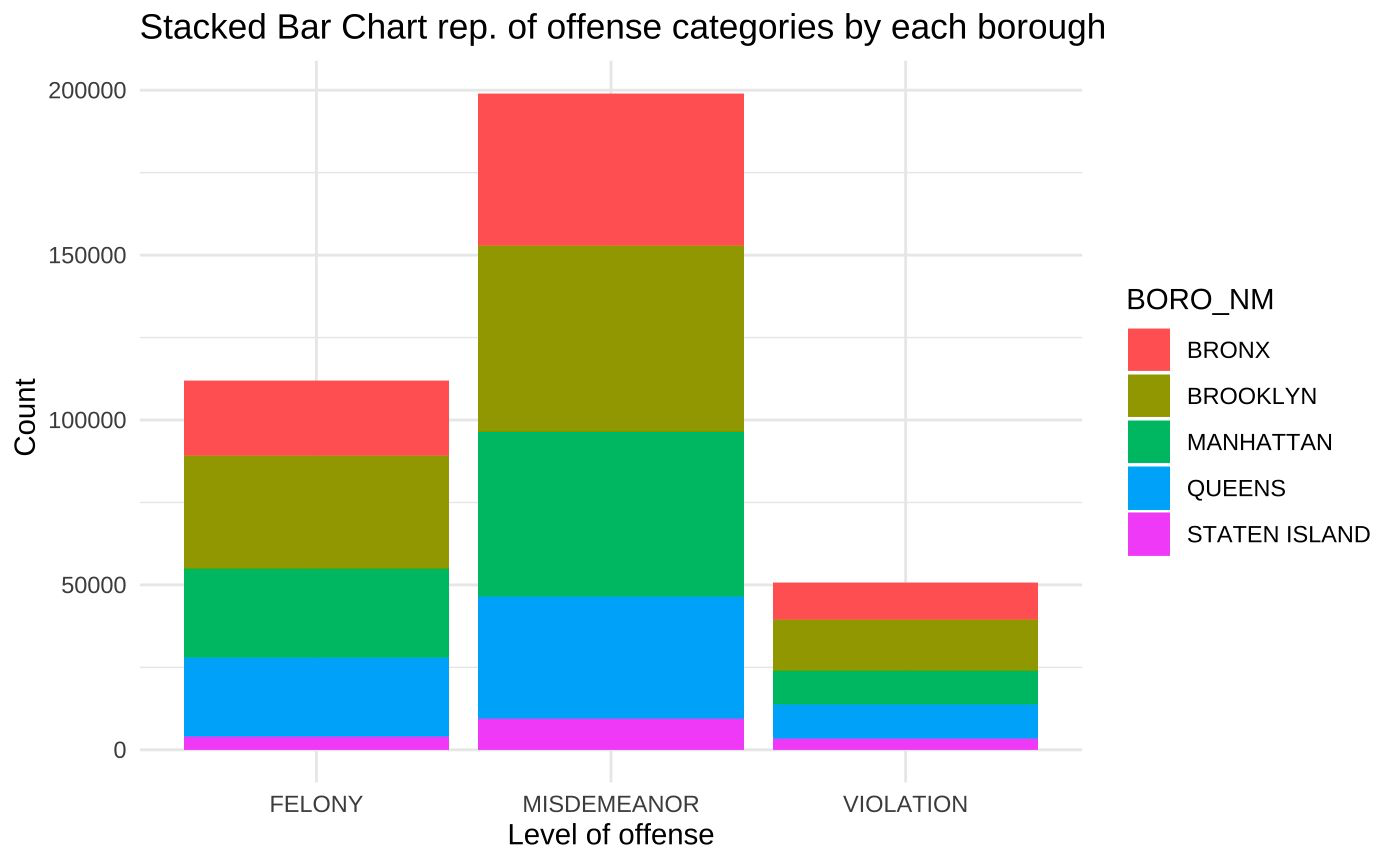 Stacked Bar Chart rep. of offense categories by each borough
200000
150000
100000
50000
0
Count
FELONY
MISDEMEANOR
VIOLATION
Level of offense
BORO_NM
BRONX
BROOKLYN
MANHATTAN
QUEENS
STATEN ISLAND